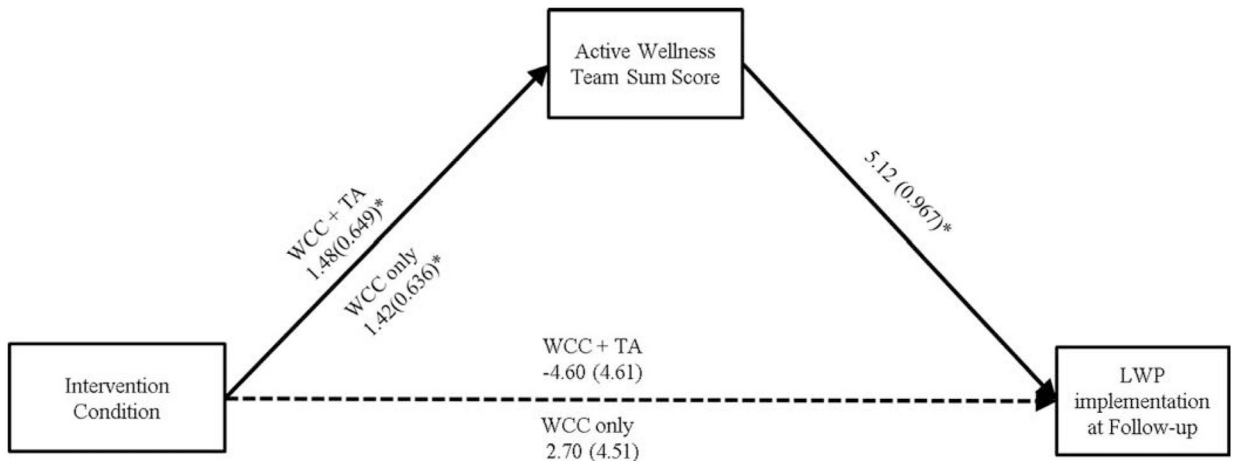 Active Wellness
Team Sum Score
WCC + TA
1.48(0.649)*
WCC only
1.42(0.636)*
5.12 (0.967)*
Intervention
Condition
WCC + TA
-4.60 (4.61)
WCC only
2.70 (4.51)
LWP
implementation
at Follow-up